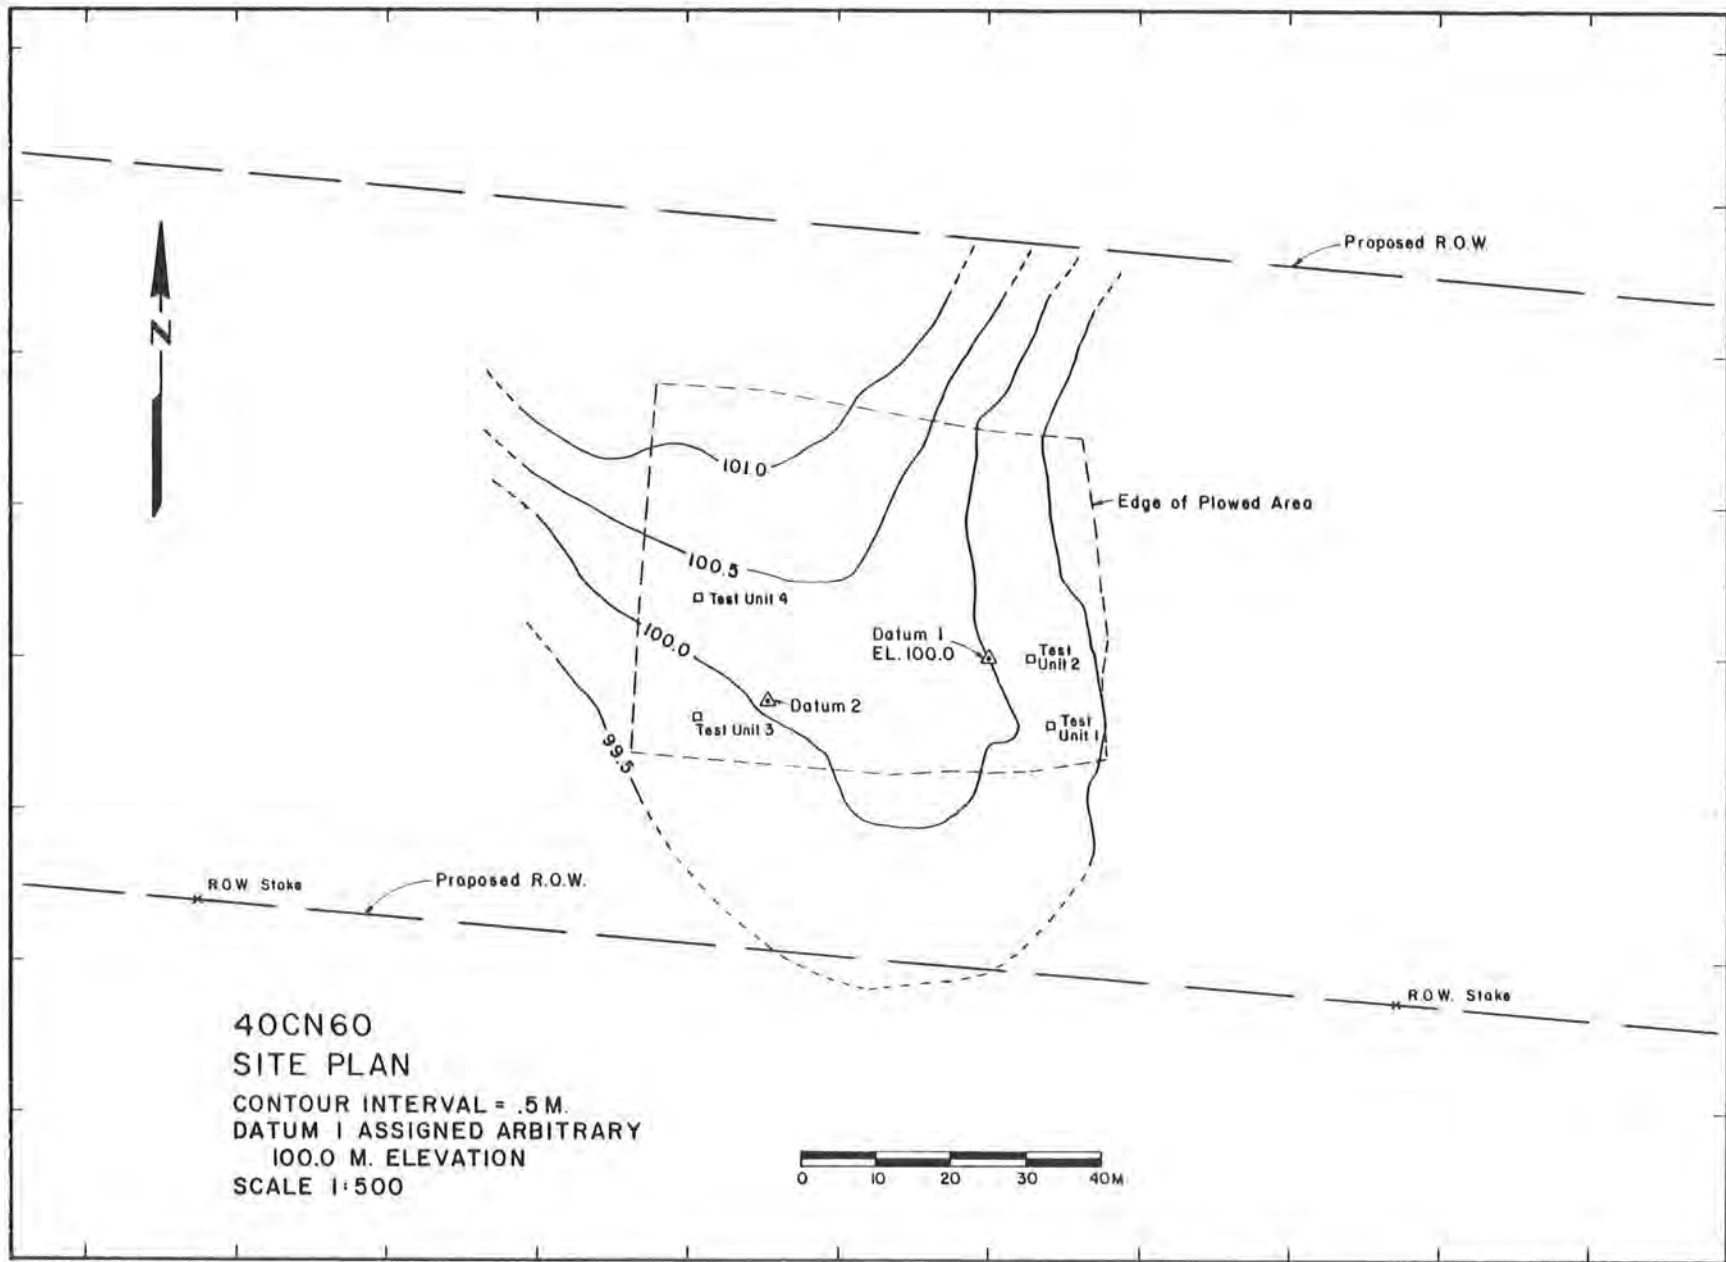 Proposed R.O.W.
N
101.0
Edge of Plowed Area
100.5
Test Unit 4
100.0
Datum 1
EL. 100.0
Test
Unit 2
Datum 2
Test Unit 3
Test
Unit 1
99.5
R.O.W. Stake
Proposed R.O.W.
R.O.W. Stake
40CN60
SITE PLAN
CONTOUR INTERVAL = .5 M.
DATUM 1 ASSIGNED ARBITRARY
100.0 M. ELEVATION
SCALE 1:500
0 10 20 30 40M